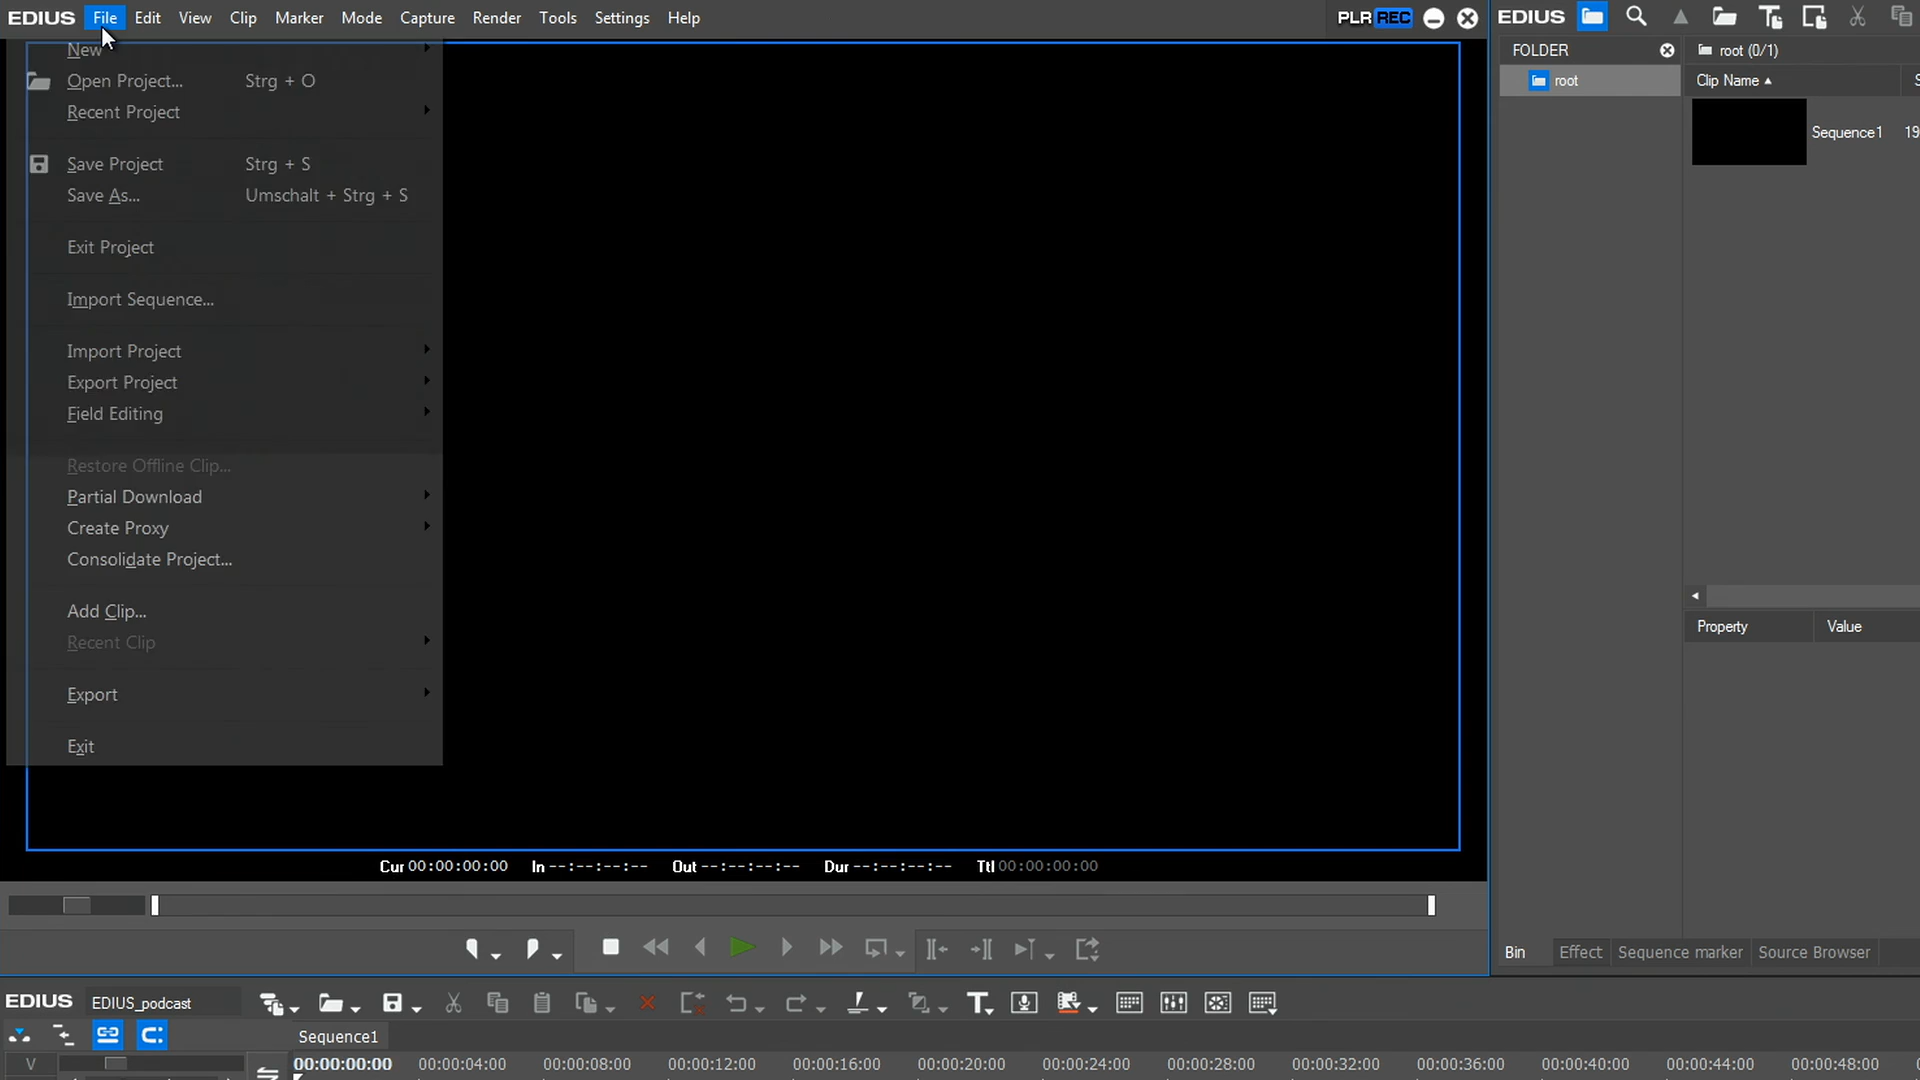 EDIUS File Edit View Clip Marker Mode Capture Render Tools Settings Help PLR REC
EDIUS
New
Open Project... Strg + O
Recent Project
Save Project Strg + S
Save As... Umschalt + Strg + S
Exit Project
Import Sequence...
Import Project
Export Project
Field Editing
Restore Offline Clip...
Partial Download
Create Proxy
Consolidate Project...
Add Clip...
Recent Clip
Export
Exit
FOLDER
root
root (0/1)
Clip Name
Sequence1 19
Property Value
Cur 00:00:00:00 In --:--:--:-- Out --:--:--:-- Dur --:--:--:-- Ttl 00:00:00:00
Bin Effect Sequence marker Source Browser
EDIUS EDIUS_podcast
Sequence1
V 00:00:00:00 00:00:04:00 00:00:08:00 00:00:12:00 00:00:16:00 00:00:20:00 00:00:24:00 00:00:28:00 00:00:32:00 00:00:36:00 00:00:40:00 00:00:44:00 00:00:48:00